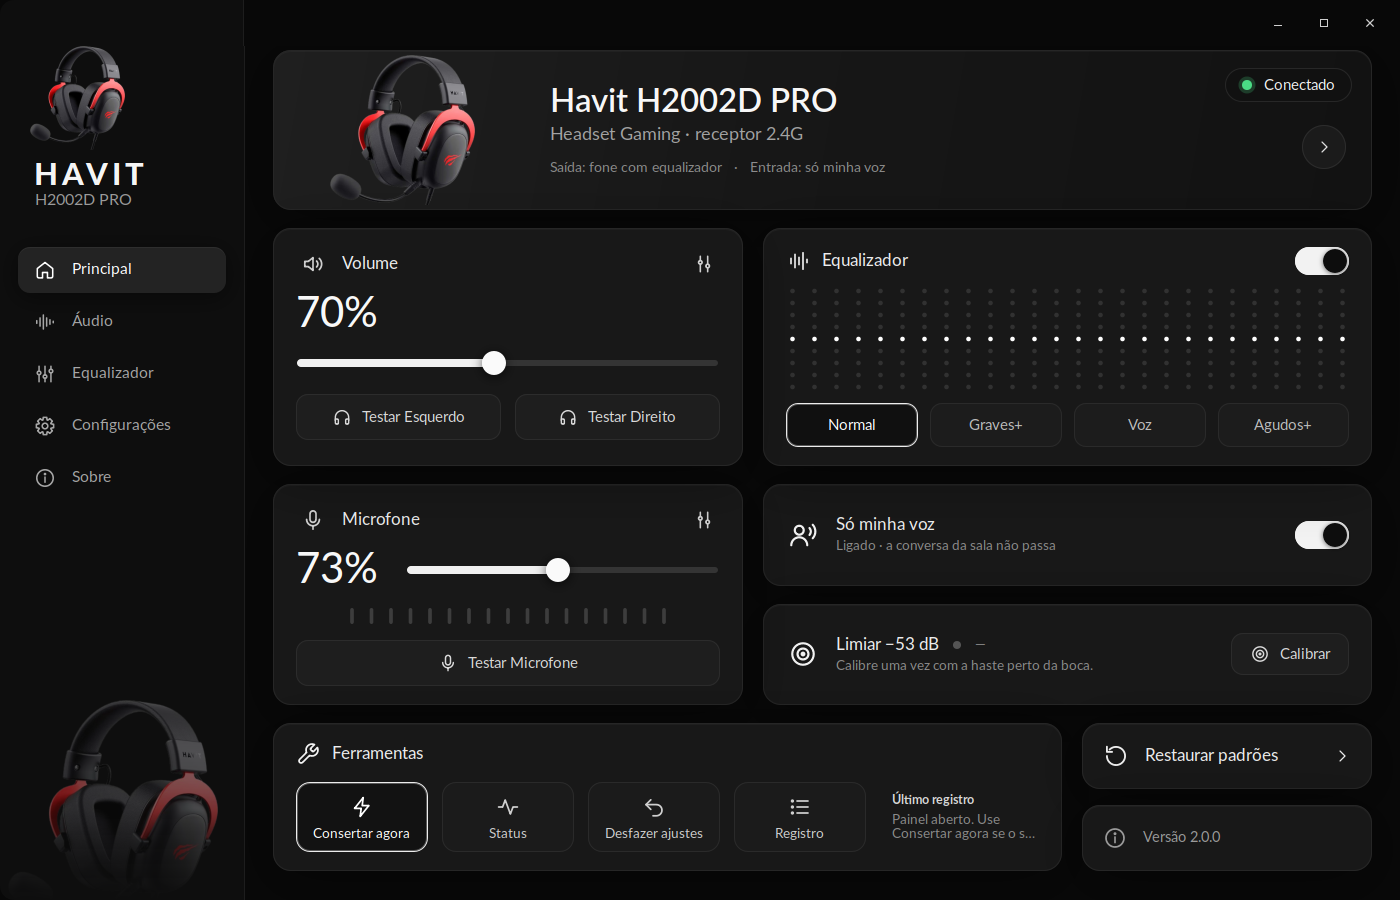 HAVIT
H2002D PRO
Principal
Áudio
Equalizador
Configurações
Sobre
Havit H2002D PRO
Headset Gaming · receptor 2.4G
Saída: fone com equalizador · Entrada: só minha voz
Conectado
Volume
70%
Testar Esquerdo
Testar Direito
Equalizador
Normal
Graves+
Voz
Agudos+
Microfone
73%
Testar Microfone
Só minha voz
Ligado · a conversa da sala não passa
Limiar −53 dB
—
Calibre uma vez com a haste perto da boca.
Calibrar
Ferramentas
Consertar agora
Status
Desfazer ajustes
Registro
Último registro
Painel aberto. Use
Consertar agora se o s...
Restaurar padrões
Versão 2.0.0